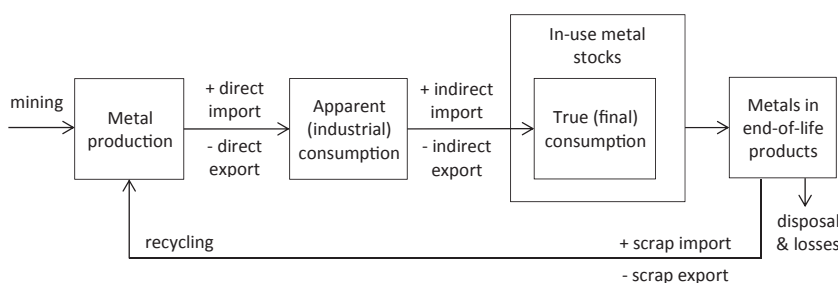 mining
Metal
production
+ direct
import
- direct
export
Apparent
(industrial)
consumption
+ indirect
import
- indirect
export
In-use metal
stocks
True (final)
consumption
Metals in
end-of-life
products
disposal
& losses
recycling
+ scrap import
- scrap export